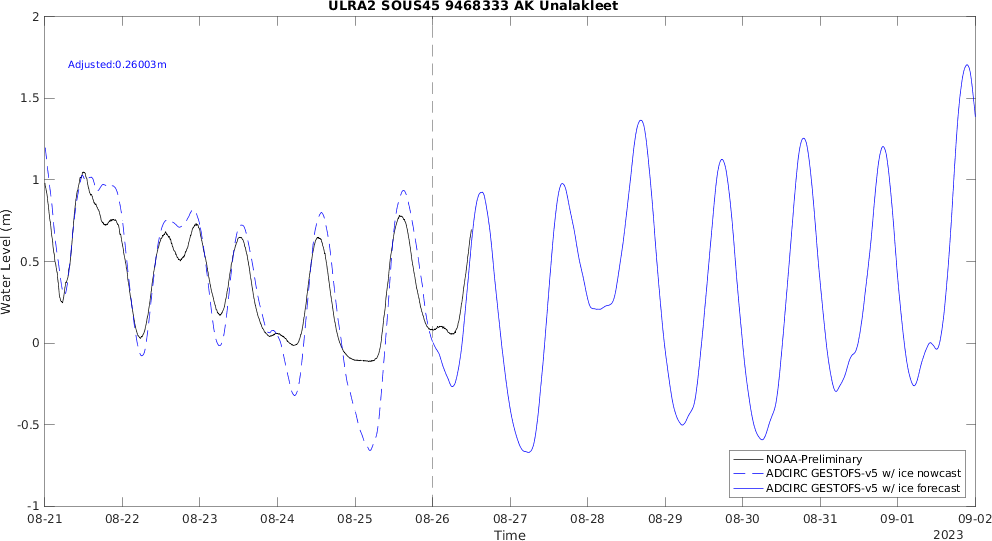 ULRA2 SOUS45 9468333 AK Unalakleet
Adjusted:0.26003m
Water Level (m)
2
1.5
1
0.5
0
-0.5
-1
NOAA-Preliminary
ADCIRC GESTOFS-v5 w/ ice nowcast
ADCIRC GESTOFS-v5 w/ ice forecast
08-21 08-22 08-23 08-24 08-25 08-26 08-27 08-28 08-29 08-30 08-31 09-01 09-02
Time
2023